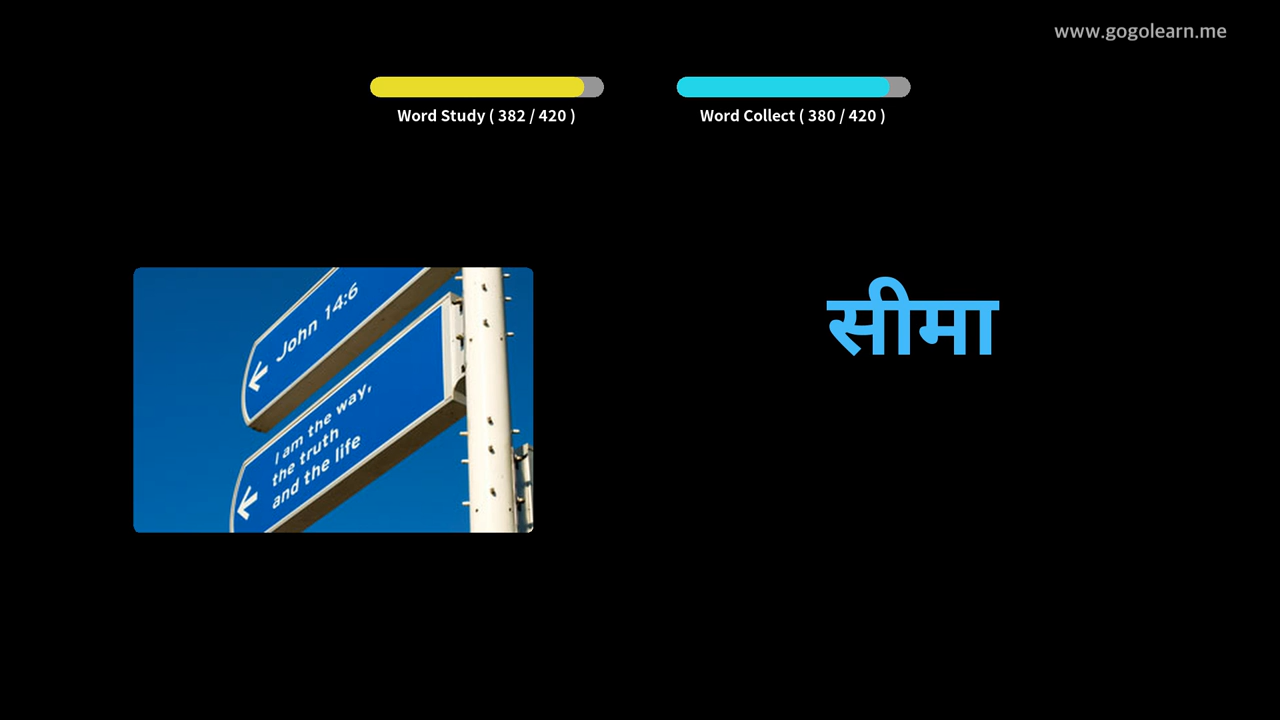 www.gogolearn.me
Word Study ( 382 / 420 )
Word Collect ( 380 / 420 )
John 14:6
I am the way,
the truth
and the life
सीमा